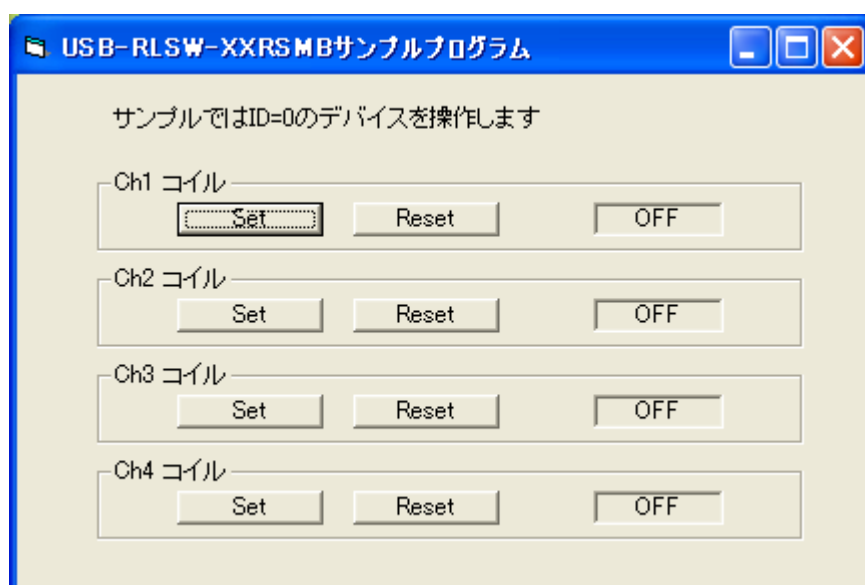 USB-RLSW-XXRSMBサンプルプログラム
サンプルではID=0のデバイスを操作します
Ch1 コイル
Set Reset OFF
Ch2 コイル
Set Reset OFF
Ch3 コイル
Set Reset OFF
Ch4 コイル
Set Reset OFF